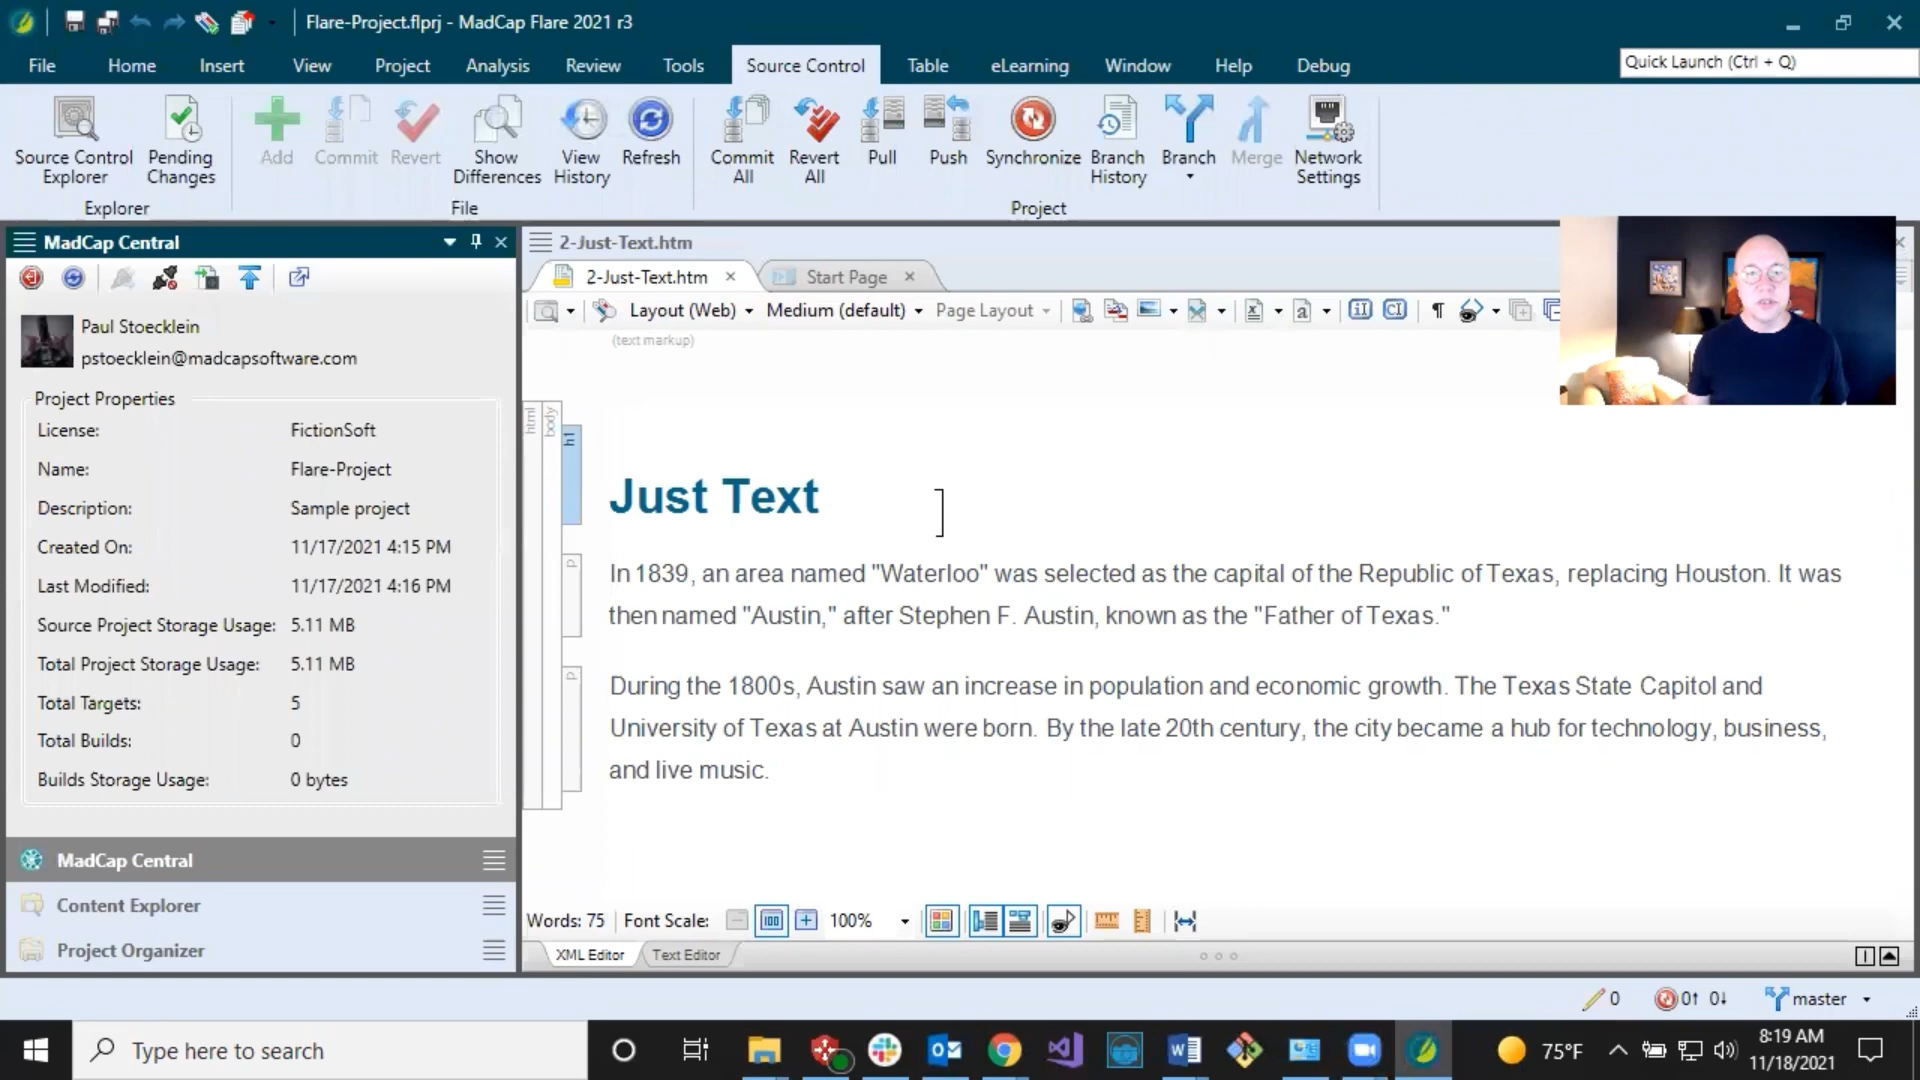 Flare-Project.flprj - MadCap Flare 2021 r3
File Home Insert View Project Analysis Review Tools Source Control Table eLearning Window Help Debug
Quick Launch (Ctrl + Q)
Source Control Explorer
Pending Changes
Add
Commit
Revert
Show Differences
View History
Refresh
Commit All
Revert All
Pull
Push
Synchronize
Branch History
Branch
Merge
Network Settings
Explorer File Project
MadCap Central
Paul Stoecklein
pstoecklein@madcapsoftware.com
Project Properties
License: FictionSoft
Name: Flare-Project
Description: Sample project
Created On: 11/17/2021 4:15 PM
Last Modified: 11/17/2021 4:16 PM
Source Project Storage Usage: 5.11 MB
Total Project Storage Usage: 5.11 MB
Total Targets: 5
Total Builds: 0
Builds Storage Usage: 0 bytes
MadCap Central
Content Explorer
Project Organizer
2-Just-Text.htm
2-Just-Text.htm Start Page
Layout (Web) Medium (default) Page Layout
(text markup)
html body h1
p
p
Just Text
In 1839, an area named "Waterloo" was selected as the capital of the Republic of Texas, replacing Houston. It was
then named "Austin," after Stephen F. Austin, known as the "Father of Texas."
During the 1800s, Austin saw an increase in population and economic growth. The Texas State Capitol and
University of Texas at Austin were born. By the late 20th century, the city became a hub for technology, business,
and live music.
Words: 75 Font Scale: 100%
XML Editor Text Editor
0 0↑ 0↓ master
Type here to search
75°F
8:19 AM
11/18/2021